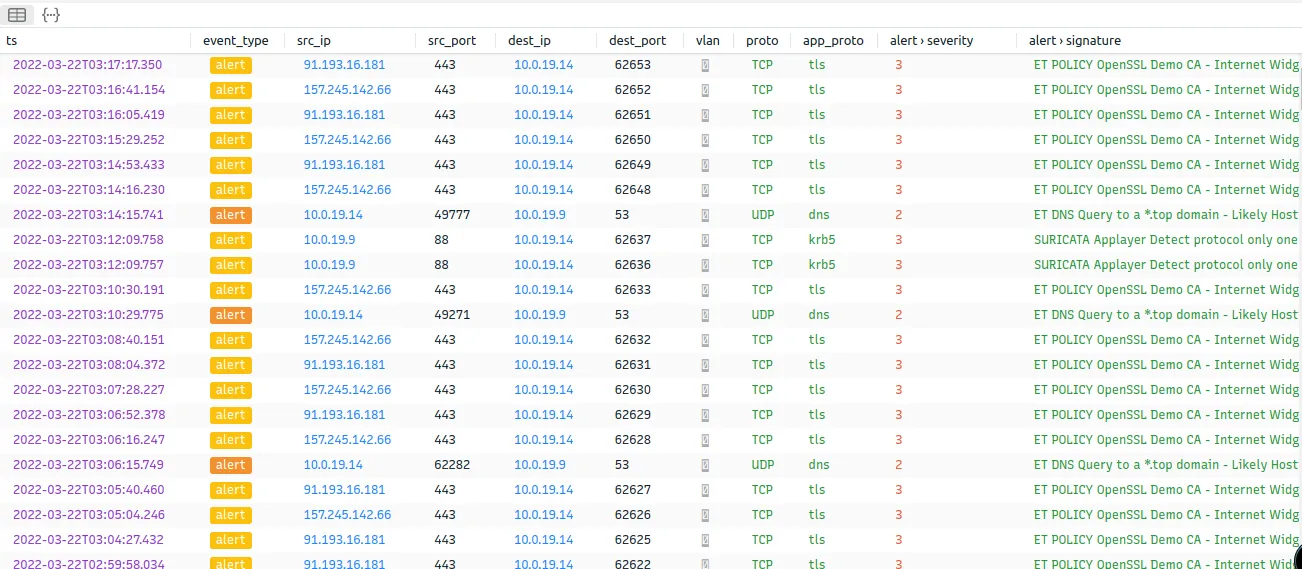 ts event_type src_ip src_port dest_ip dest_port vlan proto app_proto alert › severity alert › signature
2022-03-22T03:17:17.350 alert 91.193.16.181 443 10.0.19.14 62653 TCP tls 3 ET POLICY OpenSSL Demo CA - Internet Widg
2022-03-22T03:16:41.154 alert 157.245.142.66 443 10.0.19.14 62652 TCP tls 3 ET POLICY OpenSSL Demo CA - Internet Widg
2022-03-22T03:16:05.419 alert 91.193.16.181 443 10.0.19.14 62651 TCP tls 3 ET POLICY OpenSSL Demo CA - Internet Widg
2022-03-22T03:15:29.252 alert 157.245.142.66 443 10.0.19.14 62650 TCP tls 3 ET POLICY OpenSSL Demo CA - Internet Widg
2022-03-22T03:14:53.433 alert 91.193.16.181 443 10.0.19.14 62649 TCP tls 3 ET POLICY OpenSSL Demo CA - Internet Widg
2022-03-22T03:14:16.230 alert 157.245.142.66 443 10.0.19.14 62648 TCP tls 3 ET POLICY OpenSSL Demo CA - Internet Widg
2022-03-22T03:14:15.741 alert 10.0.19.14 49777 10.0.19.9 53 UDP dns 2 ET DNS Query to a *.top domain - Likely Host
2022-03-22T03:12:09.758 alert 10.0.19.9 88 10.0.19.14 62637 TCP krb5 3 SURICATA Applayer Detect protocol only one
2022-03-22T03:12:09.757 alert 10.0.19.9 88 10.0.19.14 62636 TCP krb5 3 SURICATA Applayer Detect protocol only one
2022-03-22T03:10:30.191 alert 157.245.142.66 443 10.0.19.14 62633 TCP tls 3 ET POLICY OpenSSL Demo CA - Internet Widg
2022-03-22T03:10:29.775 alert 10.0.19.14 49271 10.0.19.9 53 UDP dns 2 ET DNS Query to a *.top domain - Likely Host
2022-03-22T03:08:40.151 alert 157.245.142.66 443 10.0.19.14 62632 TCP tls 3 ET POLICY OpenSSL Demo CA - Internet Widg
2022-03-22T03:08:04.372 alert 91.193.16.181 443 10.0.19.14 62631 TCP tls 3 ET POLICY OpenSSL Demo CA - Internet Widg
2022-03-22T03:07:28.227 alert 157.245.142.66 443 10.0.19.14 62630 TCP tls 3 ET POLICY OpenSSL Demo CA - Internet Widg
2022-03-22T03:06:52.378 alert 91.193.16.181 443 10.0.19.14 62629 TCP tls 3 ET POLICY OpenSSL Demo CA - Internet Widg
2022-03-22T03:06:16.247 alert 157.245.142.66 443 10.0.19.14 62628 TCP tls 3 ET POLICY OpenSSL Demo CA - Internet Widg
2022-03-22T03:06:15.749 alert 10.0.19.14 62282 10.0.19.9 53 UDP dns 2 ET DNS Query to a *.top domain - Likely Host
2022-03-22T03:05:40.460 alert 91.193.16.181 443 10.0.19.14 62627 TCP tls 3 ET POLICY OpenSSL Demo CA - Internet Widg
2022-03-22T03:05:04.246 alert 157.245.142.66 443 10.0.19.14 62626 TCP tls 3 ET POLICY OpenSSL Demo CA - Internet Widg
2022-03-22T03:04:27.432 alert 91.193.16.181 443 10.0.19.14 62625 TCP tls 3 ET POLICY OpenSSL Demo CA - Internet Widg
2022-03-22T02:59:58.034 alert 91.193.16.181 443 10.0.19.14 62622 TCP tls 3 ET POLICY OpenSSL Demo CA - Internet Widg